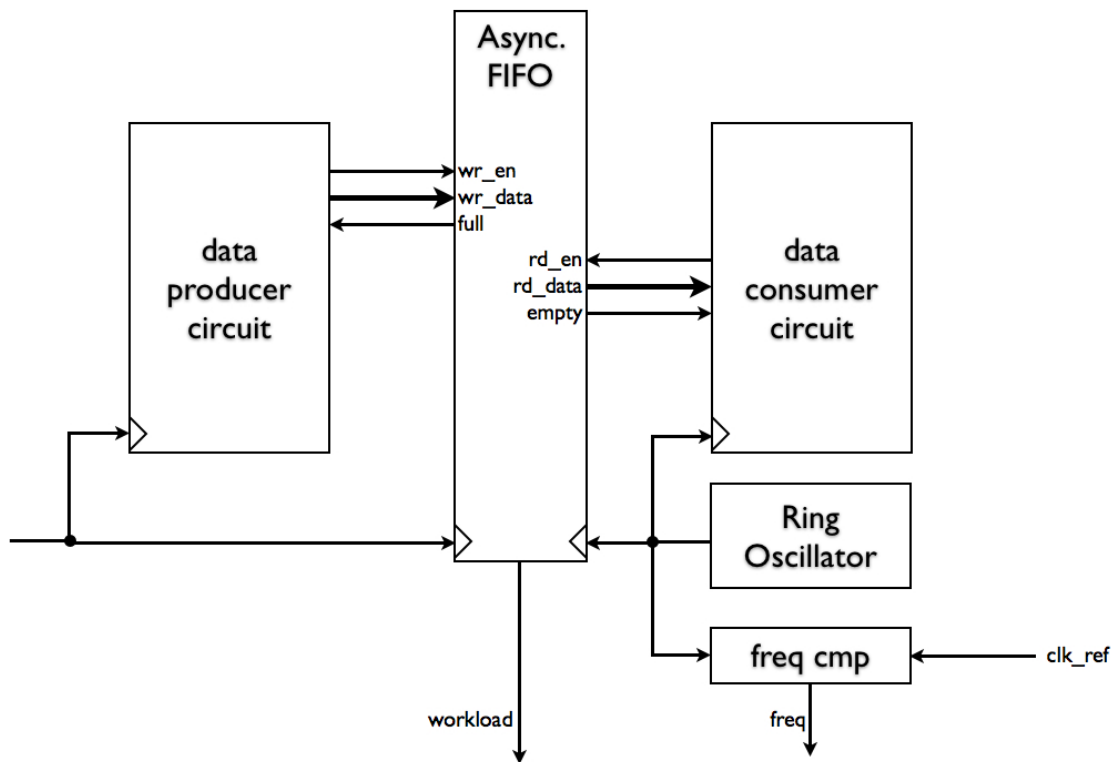 Async.
FIFO
wr_en
wr_data
full
data
producer
circuit
rd_en
rd_data
empty
data
consumer
circuit
Ring
Oscillator
freq cmp
clk_ref
workload
freq